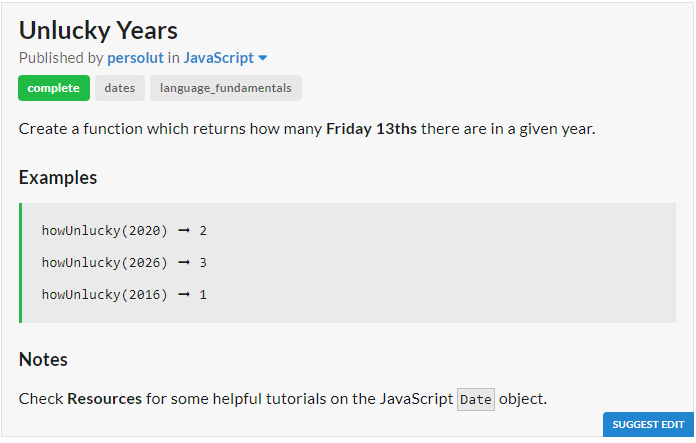 Unlucky Years
Published by persolut in JavaScript
complete dates language_fundamentals
Create a function which returns how many Friday 13ths there are in a given year.
Examples
howUnlucky(2020) ➞ 2
howUnlucky(2026) ➞ 3
howUnlucky(2016) ➞ 1
Notes
Check Resources for some helpful tutorials on the JavaScript Date object.
SUGGEST EDIT